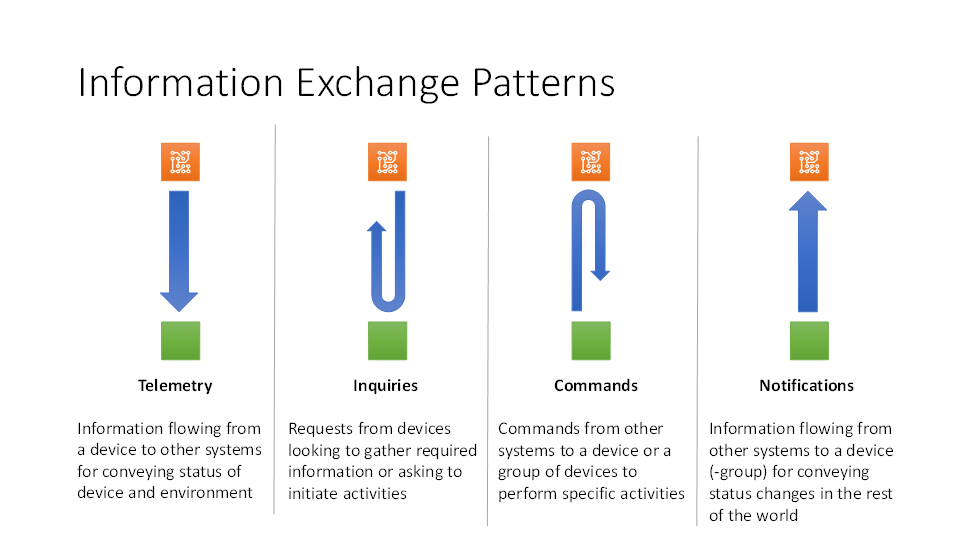 Information Exchange Patterns
Telemetry
Information flowing from
a device to other systems
for conveying status of
device and environment
Inquiries
Requests from devices
looking to gather required
information or asking to
initiate activities
Commands
Commands from other
systems to a device or a
group of devices to
perform specific activities
Notifications
Information flowing from
other systems to a device
(-group) for conveying
status changes in the rest
of the world